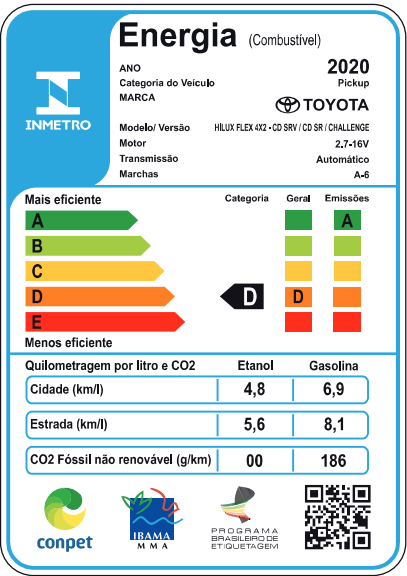 Energia (Combustível)
ANO 2020
Categoria do Veículo Pickup
MARCA TOYOTA
INMETRO
Modelo/ Versão HÍLUX FLEX 4X2 - CD SRV / CD SR / CHALLENGE
Motor 2.7-16V
Transmissão Automático
Marchas A-6
Mais eficiente Categoria Geral Emissões
A A
B
C
D D D
E
Menos eficiente
Quilometragem por litro e CO2 Etanol Gasolina
Cidade (km/l) 4,8 6,9
Estrada (km/l) 5,6 8,1
CO2 Fóssil não renovável (g/km) 00 186
conpet
IBAMA
MMA
PROGRAMA
BRASILEIRO DE
ETIQUETAGEM